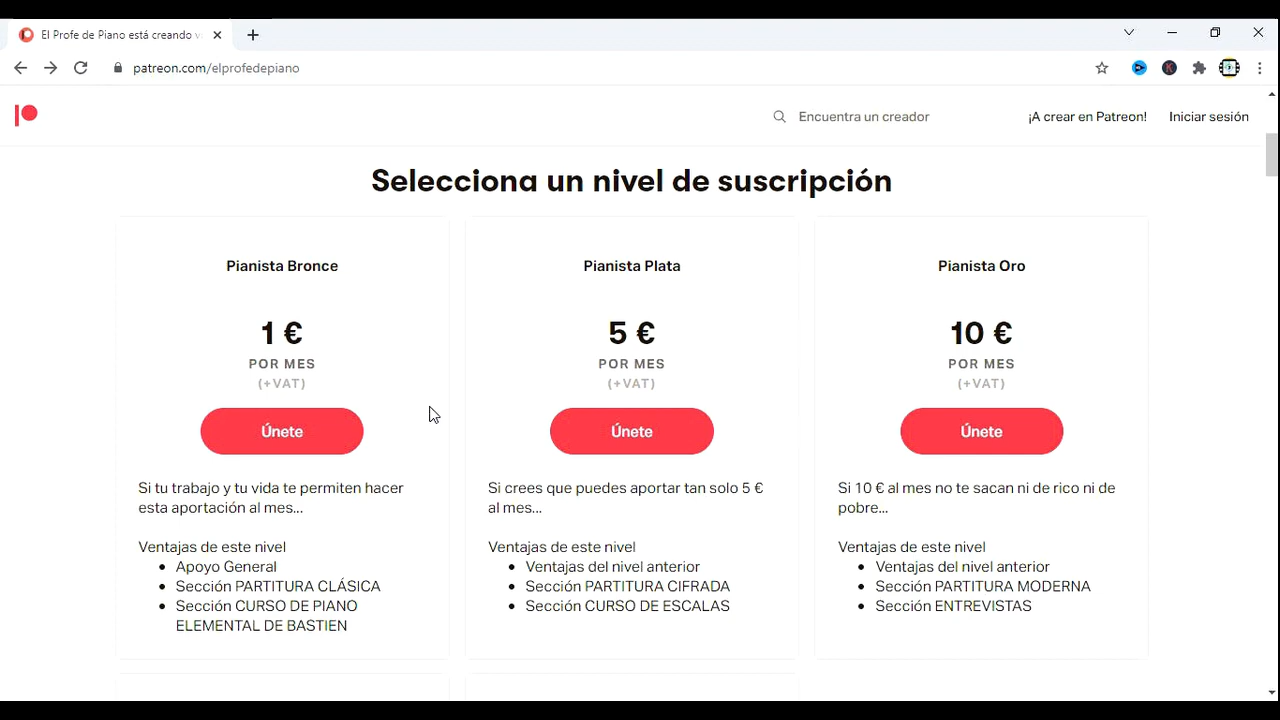 El Profe de Piano está creando v
patreon.com/elprofedepiano
Encuentra un creador
¡A crear en Patreon!
Iniciar sesión
Selecciona un nivel de suscripción
Pianista Bronce
1 €
POR MES
(+VAT)
Únete
Si tu trabajo y tu vida te permiten hacer
esta aportación al mes...
Ventajas de este nivel
• Apoyo General
• Sección PARTITURA CLÁSICA
• Sección CURSO DE PIANO
ELEMENTAL DE BASTIEN
Pianista Plata
5 €
POR MES
(+VAT)
Únete
Si crees que puedes aportar tan solo 5 €
al mes...
Ventajas de este nivel
• Ventajas del nivel anterior
• Sección PARTITURA CIFRADA
• Sección CURSO DE ESCALAS
Pianista Oro
10 €
POR MES
(+VAT)
Únete
Si 10 € al mes no te sacan ni de rico ni de
pobre...
Ventajas de este nivel
• Ventajas del nivel anterior
• Sección PARTITURA MODERNA
• Sección ENTREVISTAS